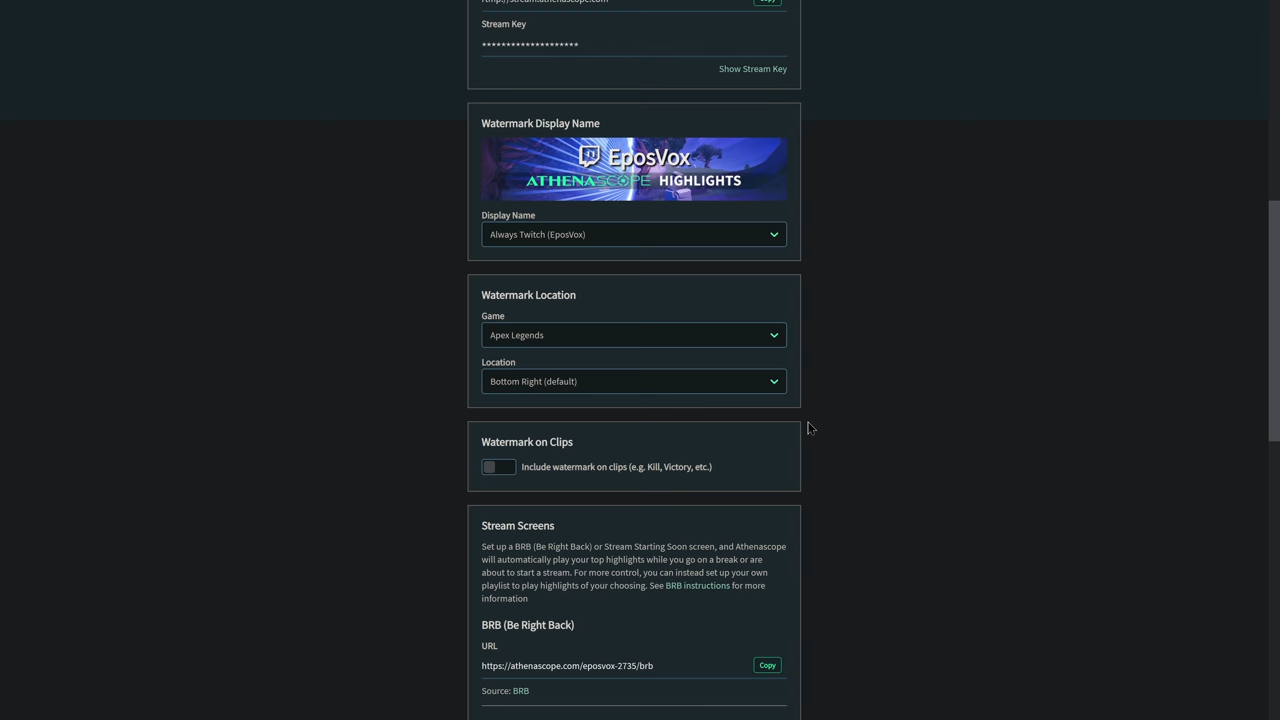 rtmp://stream.athenascope.com
Copy
Stream Key
********************
Show Stream Key
Watermark Display Name
EposVox
ATHENASCOPE HIGHLIGHTS
Display Name
Always Twitch (EposVox)
Watermark Location
Game
Apex Legends
Location
Bottom Right (default)
Watermark on Clips
Include watermark on clips (e.g. Kill, Victory, etc.)
Stream Screens
Set up a BRB (Be Right Back) or Stream Starting Soon screen, and Athenascope
will automatically play your top highlights while you go on a break or are
about to start a stream. For more control, you can instead set up your own
playlist to play highlights of your choosing. See BRB instructions for more
information
BRB (Be Right Back)
URL
https://athenascope.com/eposvox-2735/brb
Copy
Source: BRB